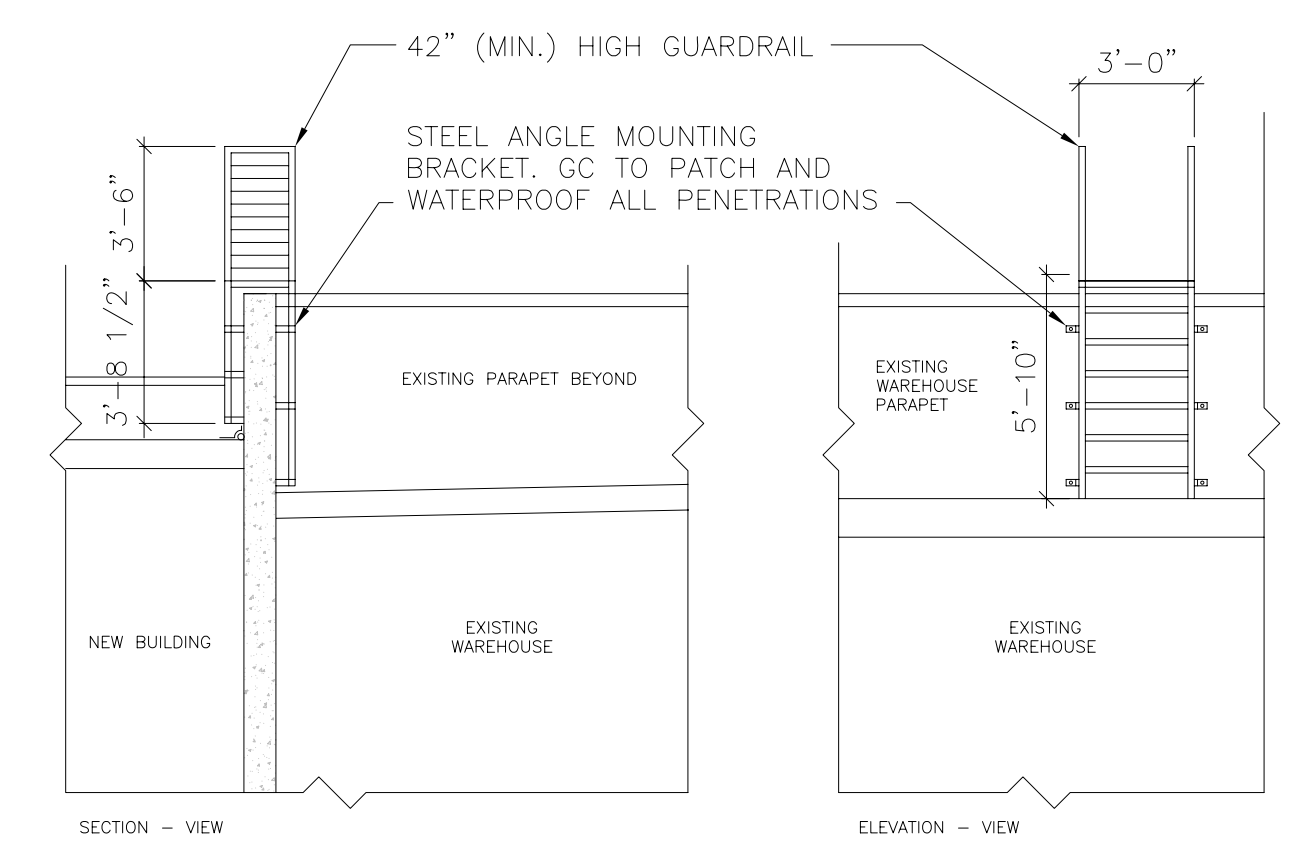 42” (MIN.) HIGH GUARDRAIL
3’–0”
STEEL ANGLE MOUNTING
BRACKET. GC TO PATCH AND
WATERPROOF ALL PENETRATIONS
3’–6”
3’–8 1/2”
EXISTING PARAPET BEYOND
5’–10”
EXISTING
WAREHOUSE
PARAPET
NEW BUILDING
EXISTING
WAREHOUSE
EXISTING
WAREHOUSE
SECTION – VIEW
ELEVATION – VIEW